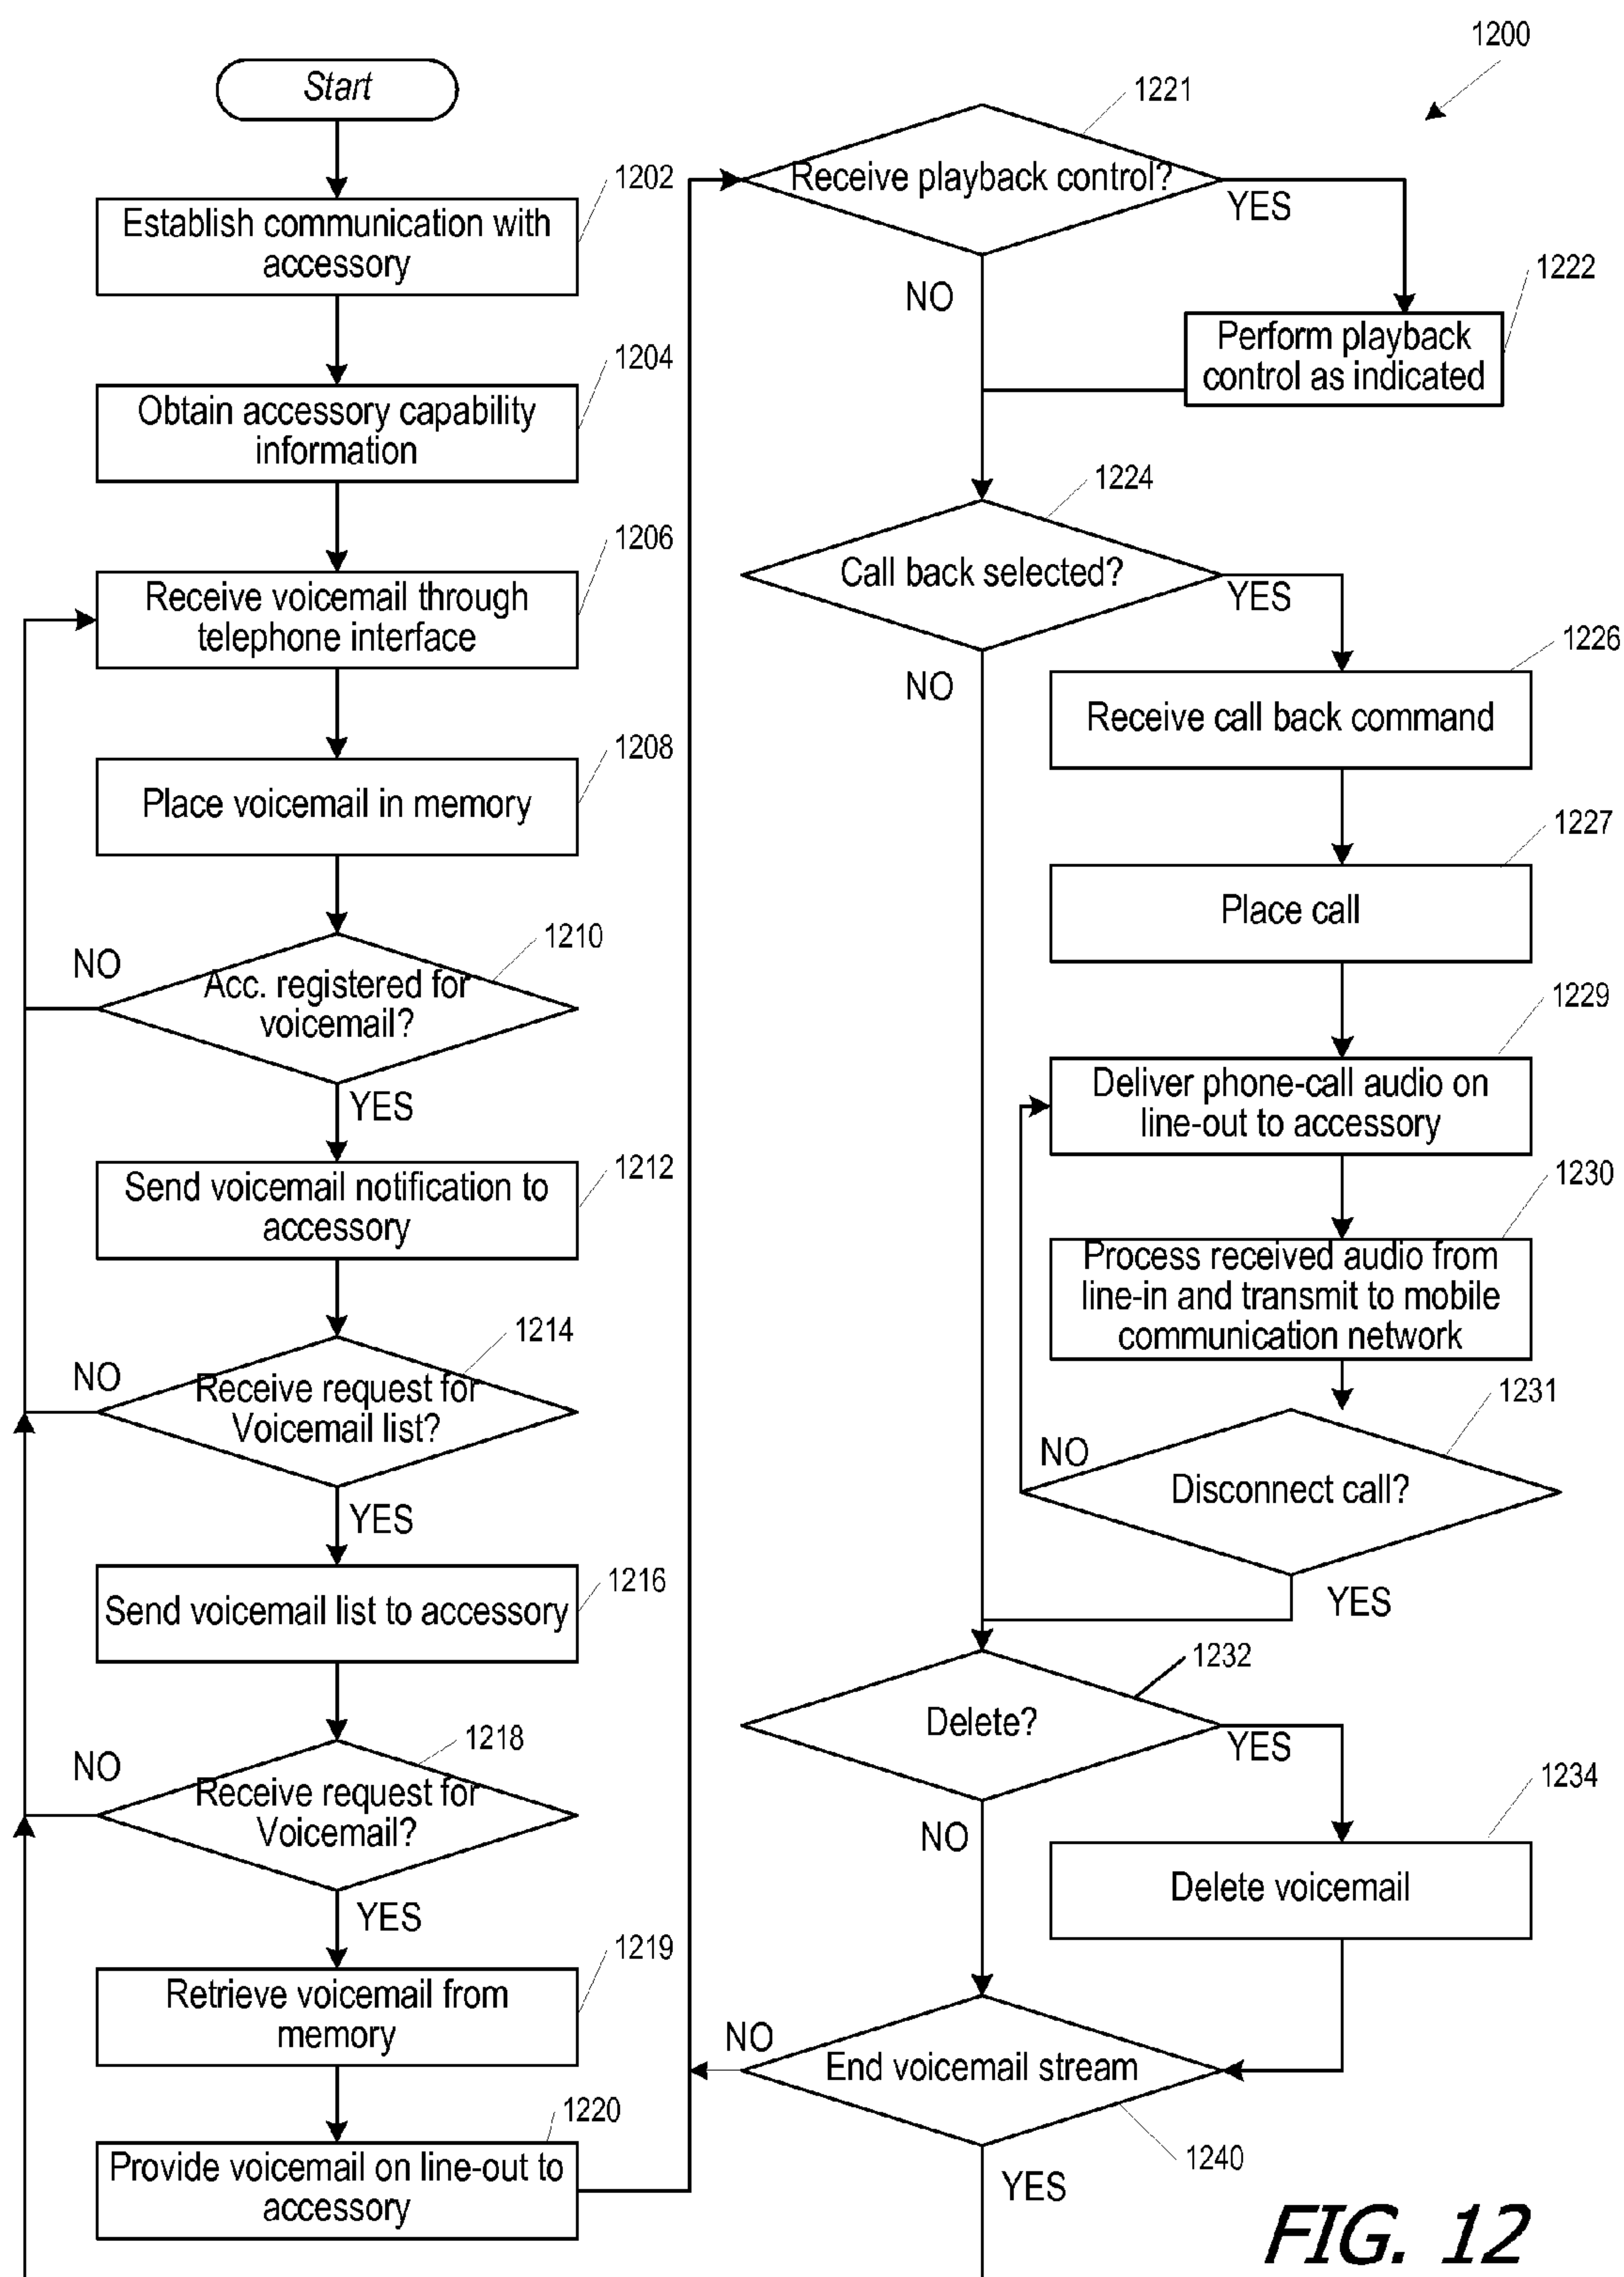 1200
Start
1202
Establish communication with
accessory
1204
Obtain accessory capability
information
1206
Receive voicemail through
telephone interface
1208
Place voicemail in memory
1210
NO
Acc. registered for
voicemail?
YES
1212
Send voicemail notification to
accessory
1214
NO
Receive request for
Voicemail list?
YES
1216
Send voicemail list to accessory
1218
NO
Receive request for
Voicemail?
YES
1219
Retrieve voicemail from
memory
1220
Provide voicemail on line-out to
accessory
1221
Receive playback control?
YES
NO
1222
Perform playback
control as indicated
1224
Call back selected?
YES
NO
1226
Receive call back command
1227
Place call
1229
Deliver phone-call audio on
line-out to accessory
1230
Process received audio from
line-in and transmit to mobile
communication network
1231
NO
Disconnect call?
YES
1232
Delete?
YES
NO
1234
Delete voicemail
NO
End voicemail stream
1240
YES
FIG. 12